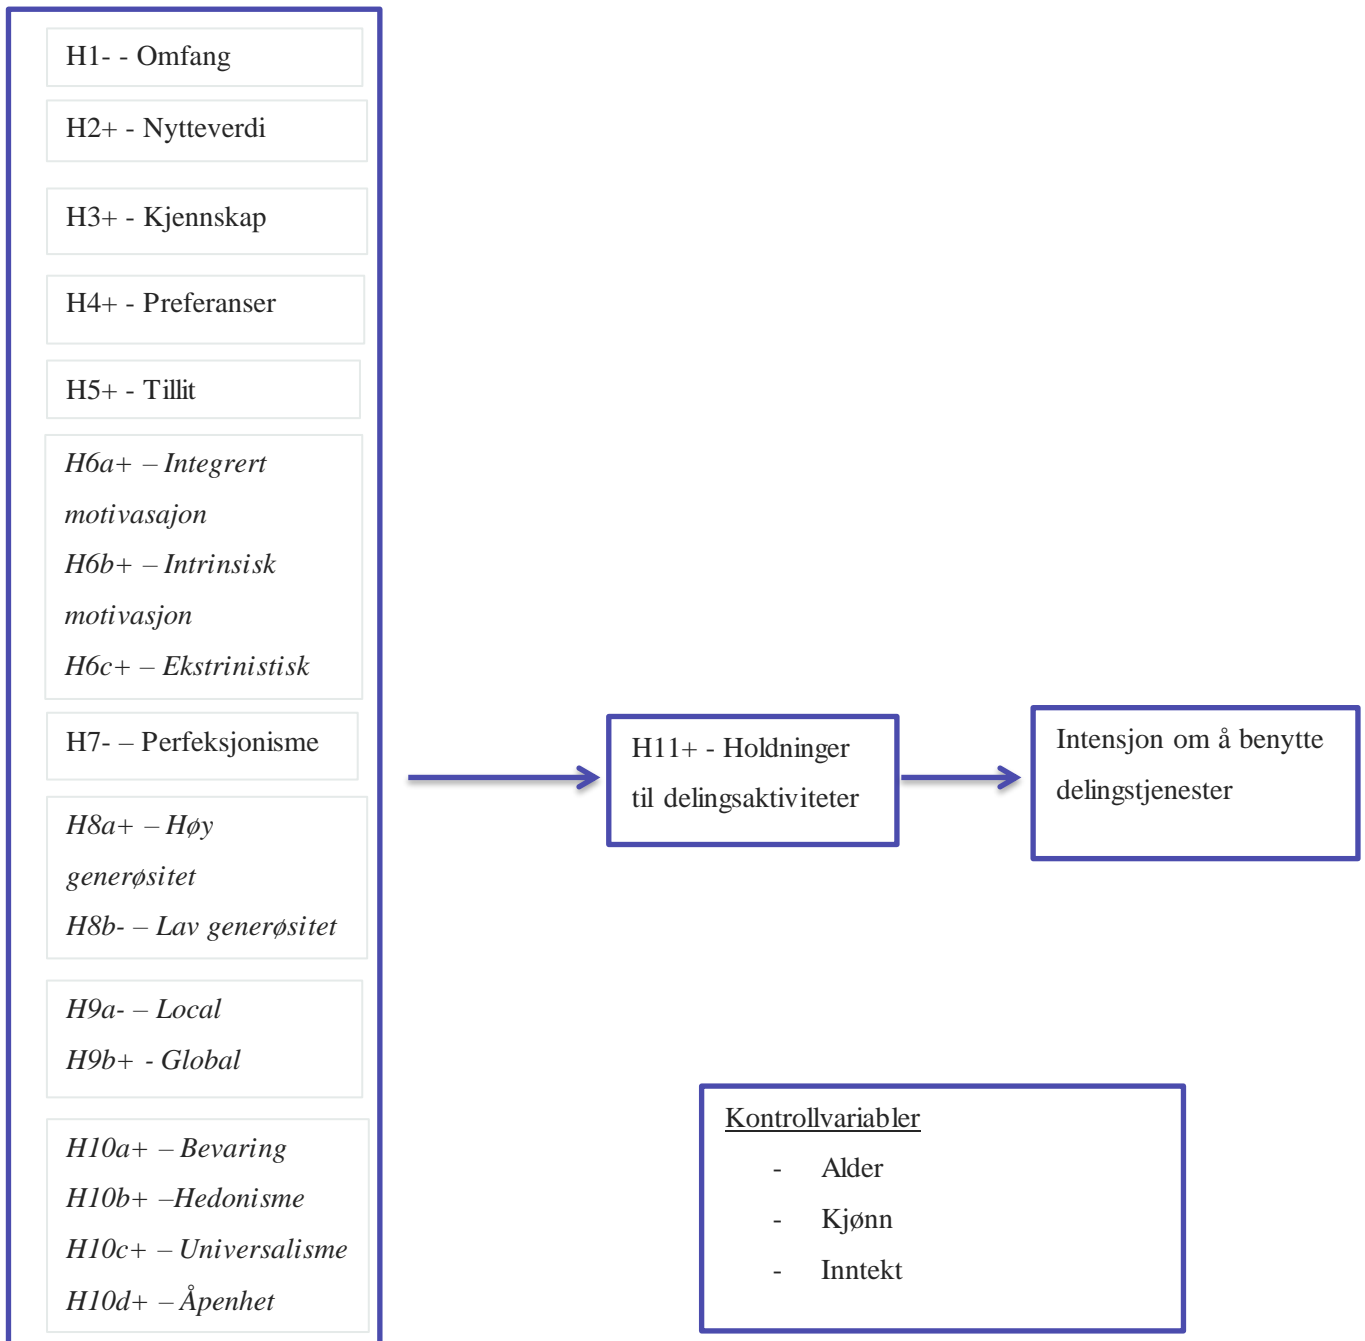 H1- - Omfang
H2+ - Nytteverdi
H3+ - Kjennskap
H4+ - Preferanser
H5+ - Tillit
H6a+ – Integrert
motivasajon
H6b+ – Intrinsisk
motivasjon
H6c+ – Ekstrinistisk
H7- – Perfeksjonisme
H8a+ – Høy
generøsitet
H8b- – Lav generøsitet
H9a- – Local
H9b+ - Global
H10a+ – Bevaring
H10b+ –Hedonisme
H10c+ – Universalisme
H10d+ – Åpenhet
H11+ - Holdninger
til delingsaktiviteter
Intensjon om å benytte
delingstjenester
Kontrollvariabler
- Alder
- Kjønn
- Inntekt